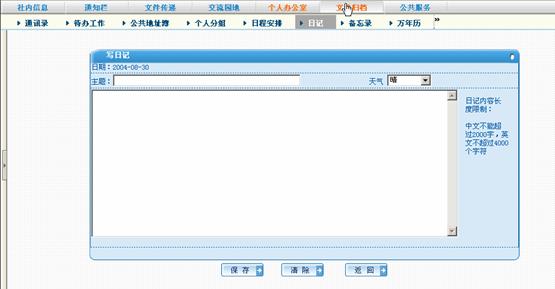 社内信息 通知栏 文件传递 交流园地 个人办公室 文件归档 公共服务
通讯录 待办工作 公共地址簿 个人分组 日程安排 日记 备忘录 万年历 »
写日记
日期：2004-08-30
主题： 天气 晴
日记内容长
度限制：
中文不能超
过2000字，英
文不超过4000
个字符
保存 清除 返回